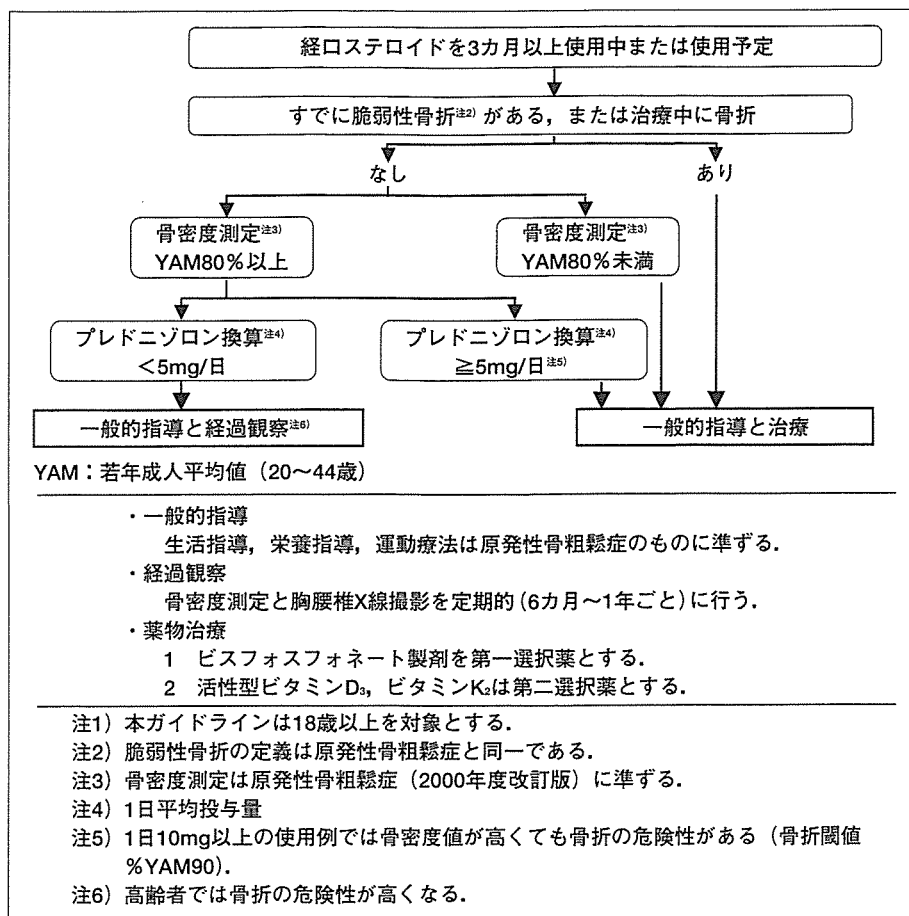 経口ステロイドを3カ月以上使用中または使用予定
すでに脆弱性骨折注2)がある，または治療中に骨折
なし
あり
骨密度測定注3)
YAM80%以上
骨密度測定注3)
YAM80%未満
プレドニゾロン換算注4)
＜5mg/日
プレドニゾロン換算注4)
≧5mg/日注5)
一般的指導と経過観察注6)
一般的指導と治療
YAM：若年成人平均値（20～44歳）
・一般的指導
生活指導，栄養指導，運動療法は原発性骨粗鬆症のものに準ずる．
・経過観察
骨密度測定と胸腰椎X線撮影を定期的(6カ月～1年ごと)に行う．
・薬物治療
1 ビスフォスフォネート製剤を第一選択薬とする．
2 活性型ビタミンD₃，ビタミンK₂は第二選択薬とする．
注1）本ガイドラインは18歳以上を対象とする．
注2）脆弱性骨折の定義は原発性骨粗鬆症と同一である．
注3）骨密度測定は原発性骨粗鬆症（2000年度改訂版）に準ずる．
注4）1日平均投与量
注5）1日10mg以上の使用例では骨密度値が高くても骨折の危険性がある（骨折閾値
%YAM90）．
注6）高齢者では骨折の危険性が高くなる．